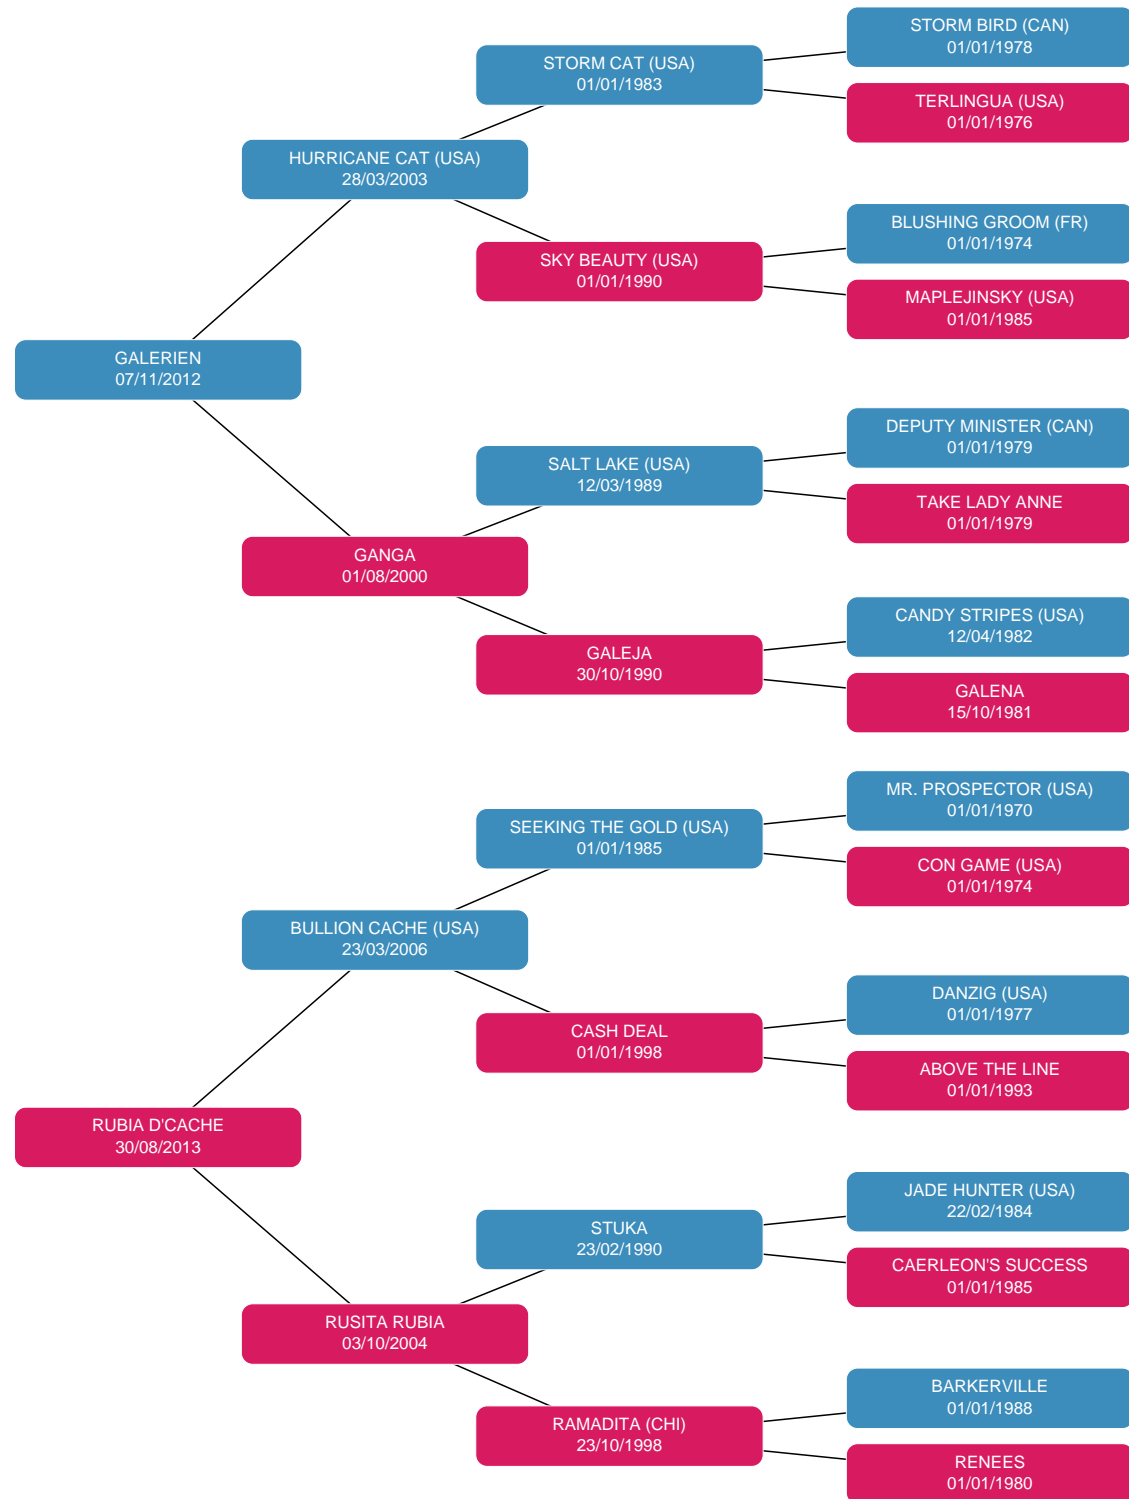 STORM BIRD (CAN)
01/01/1978
STORM CAT (USA)
01/01/1983
TERLINGUA (USA)
01/01/1976
HURRICANE CAT (USA)
28/03/2003
BLUSHING GROOM (FR)
01/01/1974
SKY BEAUTY (USA)
01/01/1990
MAPLEJINSKY (USA)
01/01/1985
GALERIEN
07/11/2012
DEPUTY MINISTER (CAN)
01/01/1979
SALT LAKE (USA)
12/03/1989
TAKE LADY ANNE
01/01/1979
GANGA
01/08/2000
CANDY STRIPES (USA)
12/04/1982
GALEJA
30/10/1990
GALENA
15/10/1981
MR. PROSPECTOR (USA)
01/01/1970
SEEKING THE GOLD (USA)
01/01/1985
CON GAME (USA)
01/01/1974
BULLION CACHE (USA)
23/03/2006
DANZIG (USA)
01/01/1977
CASH DEAL
01/01/1998
ABOVE THE LINE
01/01/1993
RUBIA D'CACHE
30/08/2013
JADE HUNTER (USA)
22/02/1984
STUKA
23/02/1990
CAERLEON'S SUCCESS
01/01/1985
RUSITA RUBIA
03/10/2004
BARKERVILLE
01/01/1988
RAMADITA (CHI)
23/10/1998
RENEES
01/01/1980